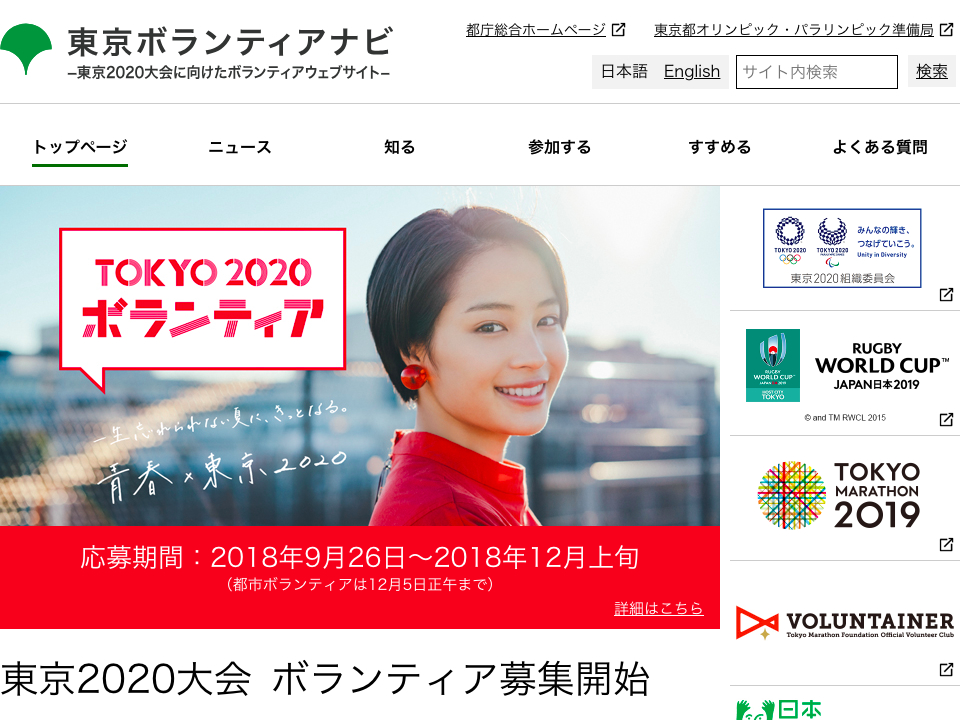 東京ボランティアナビ
–東京2020大会に向けたボランティアウェブサイト–
都庁総合ホームページ
東京都オリンピック・パラリンピック準備局
日本語 English
サイト内検索
検索
トップページ
ニュース
知る
参加する
すすめる
よくある質問
TOKYO 2020
ボランティア
一生忘れられない夏に、きっとなる。
青春×東京、2020
応募期間：2018年9月26日～2018年12月上旬
（都市ボランティアは12月5日正午まで）
詳細はこちら
東京2020大会 ボランティア募集開始
TOKYO 2020
TOKYO 2020
PARALYMPIC GAMES
みんなの輝き、
つなげていこう。
Unity in Diversity
東京2020組織委員会
RUGBY
WORLD CUP™
JAPAN 日本 2019
HOST CITY
TOKYO
RUGBY
WORLD CUP™
JAPAN日本2019
© and TM RWCL 2015
TOKYO
MARATHON
2019
VOLUNTAINER
Tokyo Marathon Foundation Official Volunteer Club
日本